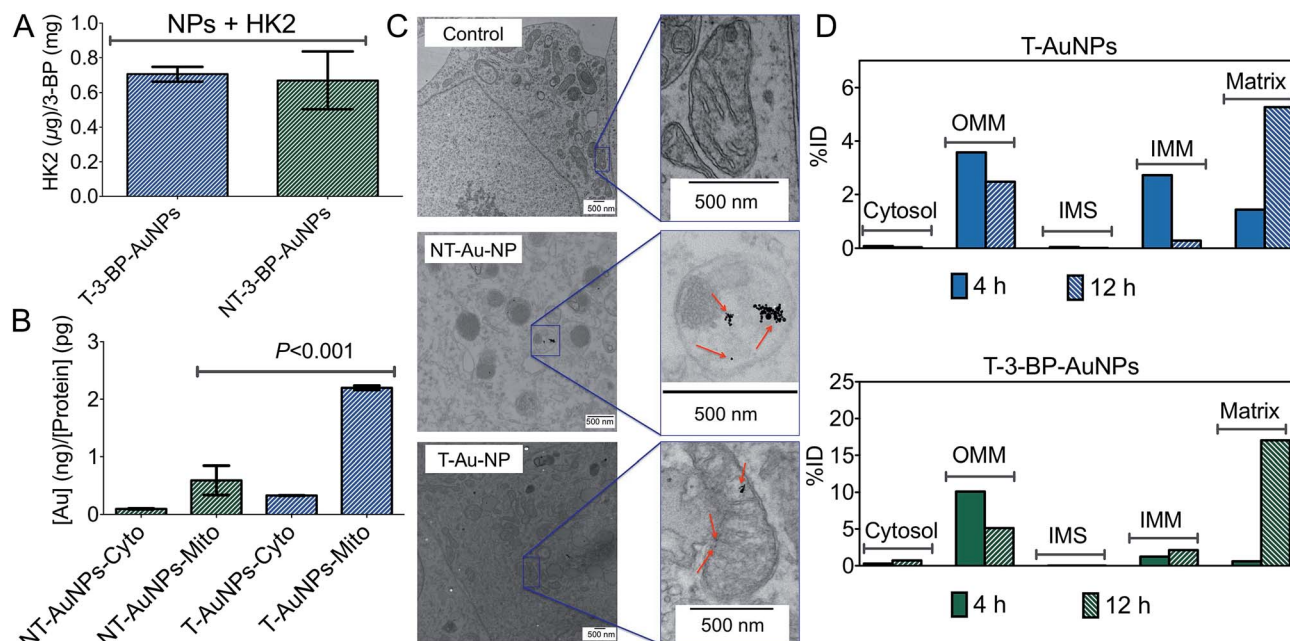 A
NPs + HK2
HK2 (µg)/3-BP (mg)
1.0
0.8
0.6
0.4
0.2
0.0
T-3-BP-AuNPs
NT-3-BP-AuNPs
B
P<0.001
[Au] (ng)/[Protein] (pg)
3
2
1
0
NT-AuNPs-Cyto
NT-AuNPs-Mito
T-AuNPs-Cyto
T-AuNPs-Mito
C
Control
500 nm
500 nm
NT-Au-NP
500 nm
500 nm
T-Au-NP
500 nm
500 nm
D
T-AuNPs
%ID
6
4
2
0
Cytosol
OMM
IMS
IMM
Matrix
4 h
12 h
T-3-BP-AuNPs
%ID
25
20
15
10
5
0
Cytosol
OMM
IMS
IMM
Matrix
4 h
12 h